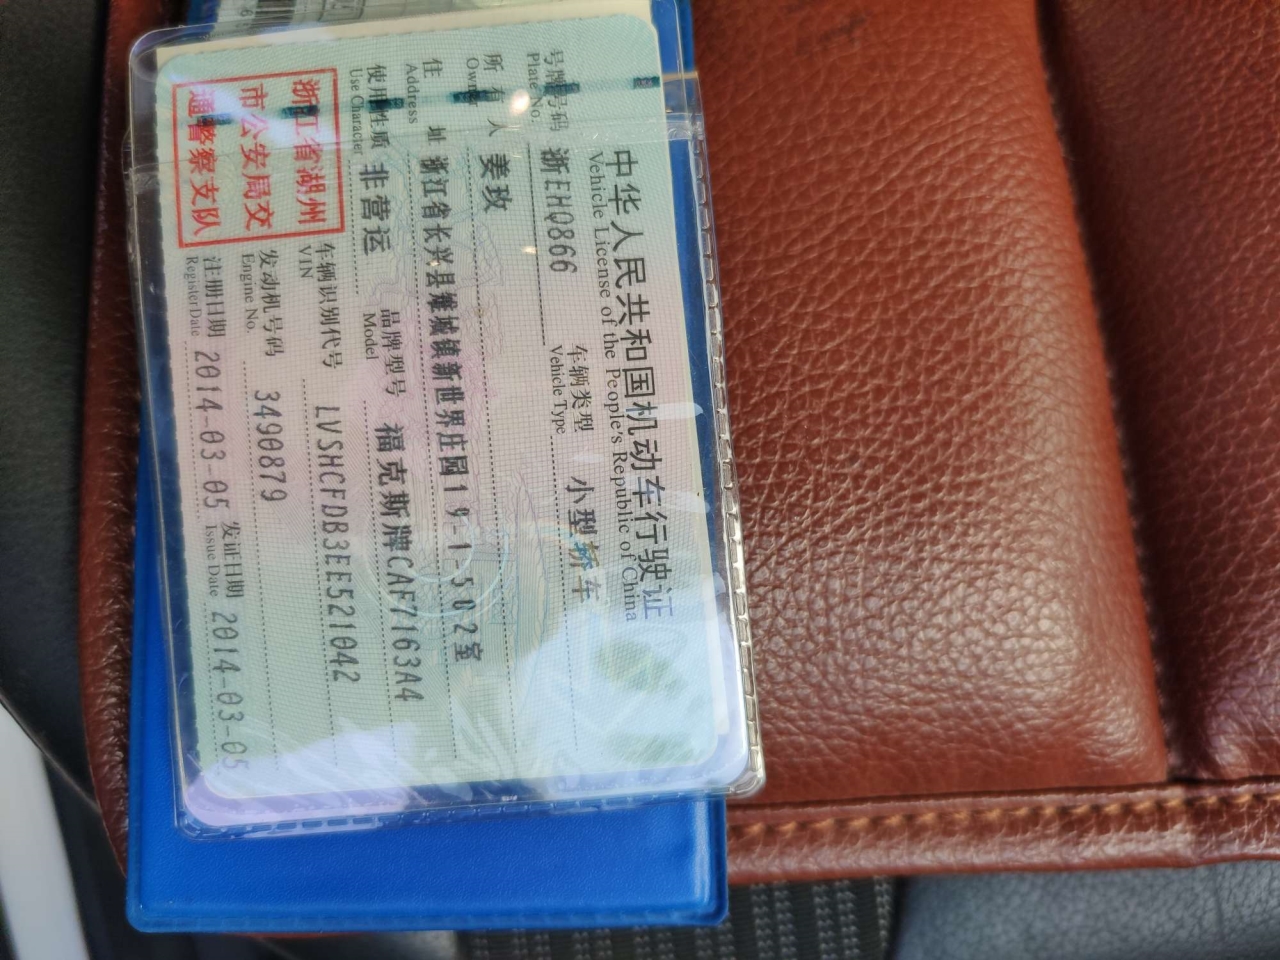 中华人民共和国机动车行驶证
Vehicle License of the People's Republic of China
号牌号码 浙EHQ866 车辆类型 小型轿车
Plate No. Vehicle Type
所有人 姜玫
Owner
住址 浙江省长兴县雉城镇新世界庄园19-1-502室
Address
使用性质 非营运 品牌型号 福克斯牌CAF7163A4
Use Character Model
浙江省湖州
市公安局交
通警察支队
车辆识别代号 LVSHCFDB3EE521042
VIN
发动机号码 3490879
Engine No.
注册日期 2014-03-05 发证日期 2014-03-05
Register Date Issue Date